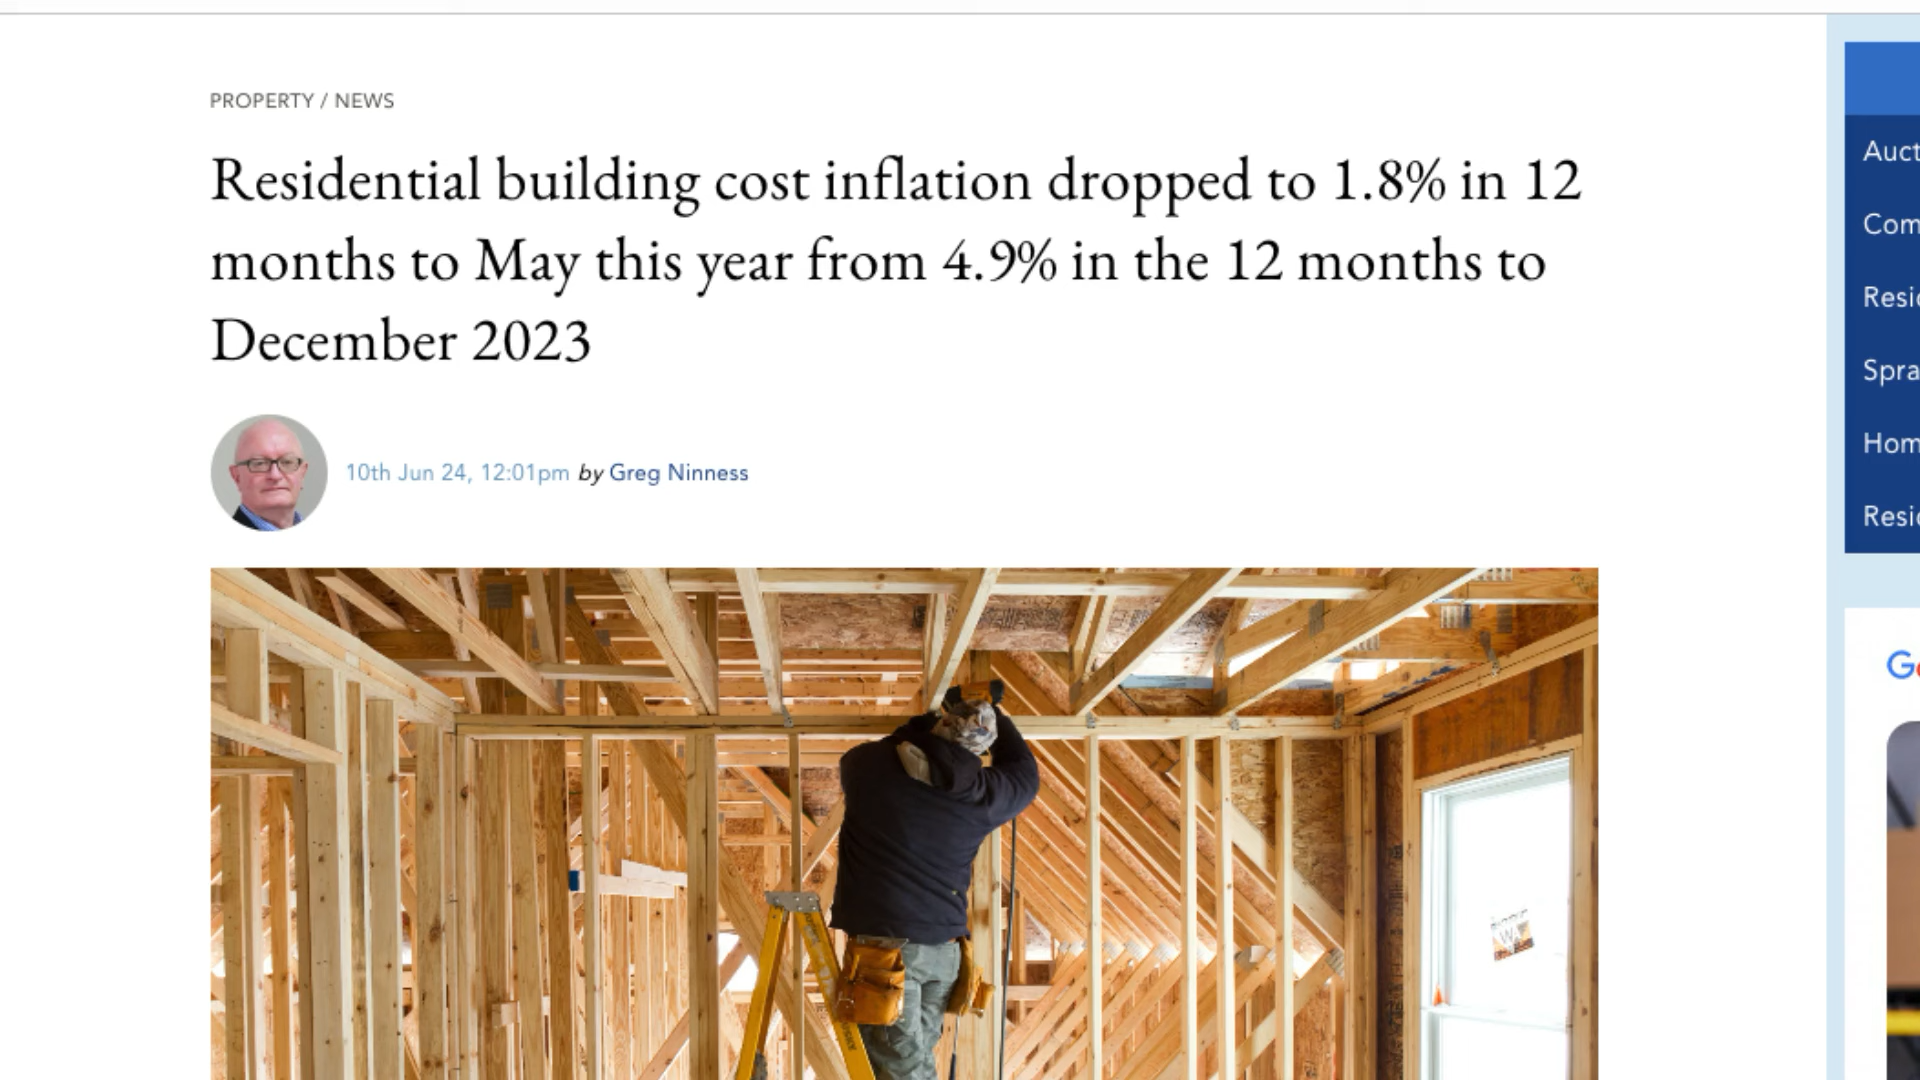 PROPERTY / NEWS
Residential building cost inflation dropped to 1.8% in 12
months to May this year from 4.9% in the 12 months to
December 2023
10th Jun 24, 12:01pm by Greg Ninness